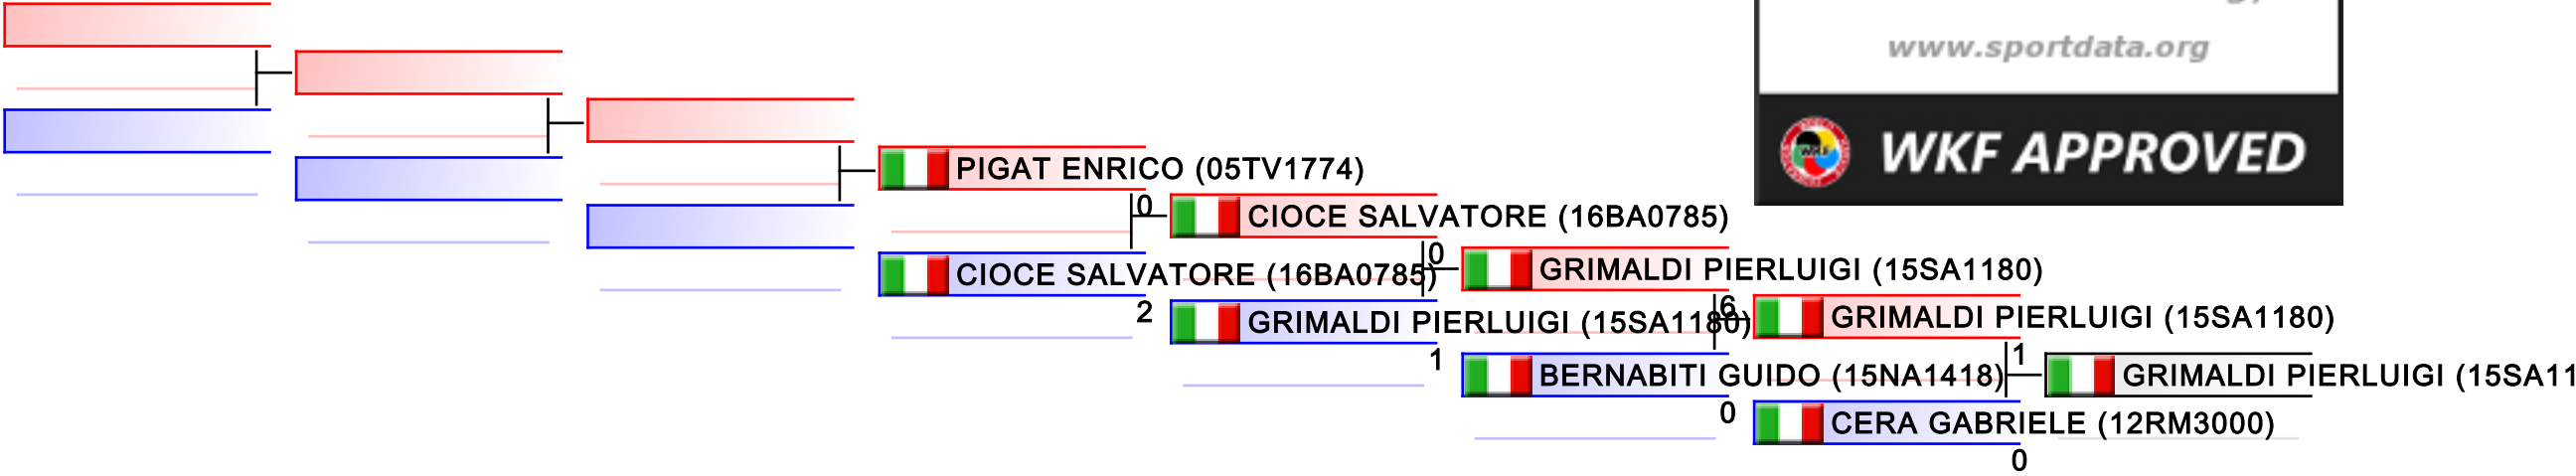 www.sportdata.org
WKF APPROVED
PIGAT ENRICO (05TV1774)
0
CIOCE SALVATORE (16BA0785)
0
CIOCE SALVATORE (16BA0785)
GRIMALDI PIERLUIGI (15SA1180)
2
6
GRIMALDI PIERLUIGI (15SA1180)
GRIMALDI PIERLUIGI (15SA1180)
1
1
BERNABITI GUIDO (15NA1418)
GRIMALDI PIERLUIGI (15SA11
0
CERA GABRIELE (12RM3000)
0